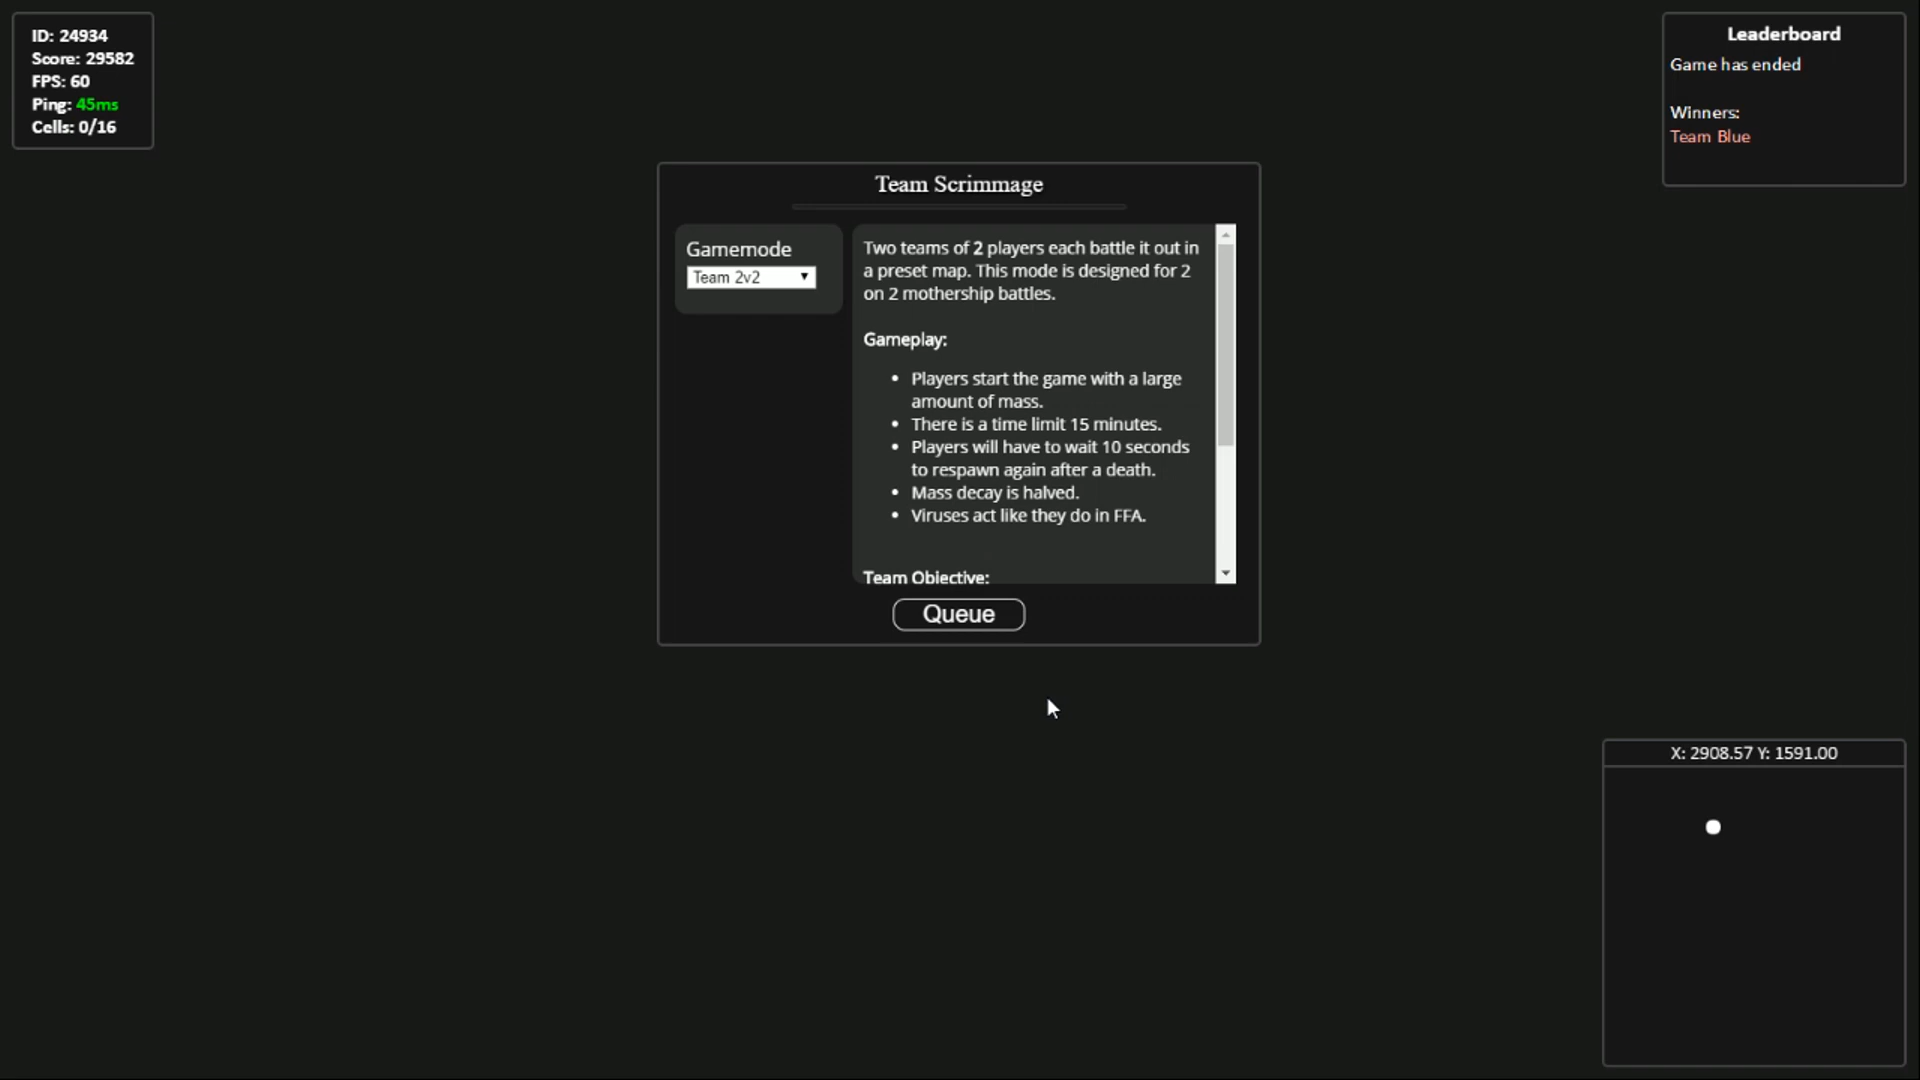 ID: 24934
Score: 29582
FPS: 60
Ping: 45ms
Cells: 0/16
Leaderboard
Game has ended
Winners:
Team Blue
Team Scrimmage
Gamemode
Team 2v2
Two teams of 2 players each battle it out in
a preset map. This mode is designed for 2
on 2 mothership battles.
Gameplay:
• Players start the game with a large
amount of mass.
• There is a time limit 15 minutes.
• Players will have to wait 10 seconds
to respawn again after a death.
• Mass decay is halved.
• Viruses act like they do in FFA.
Team Objective:
Queue
X: 2908.57 Y: 1591.00